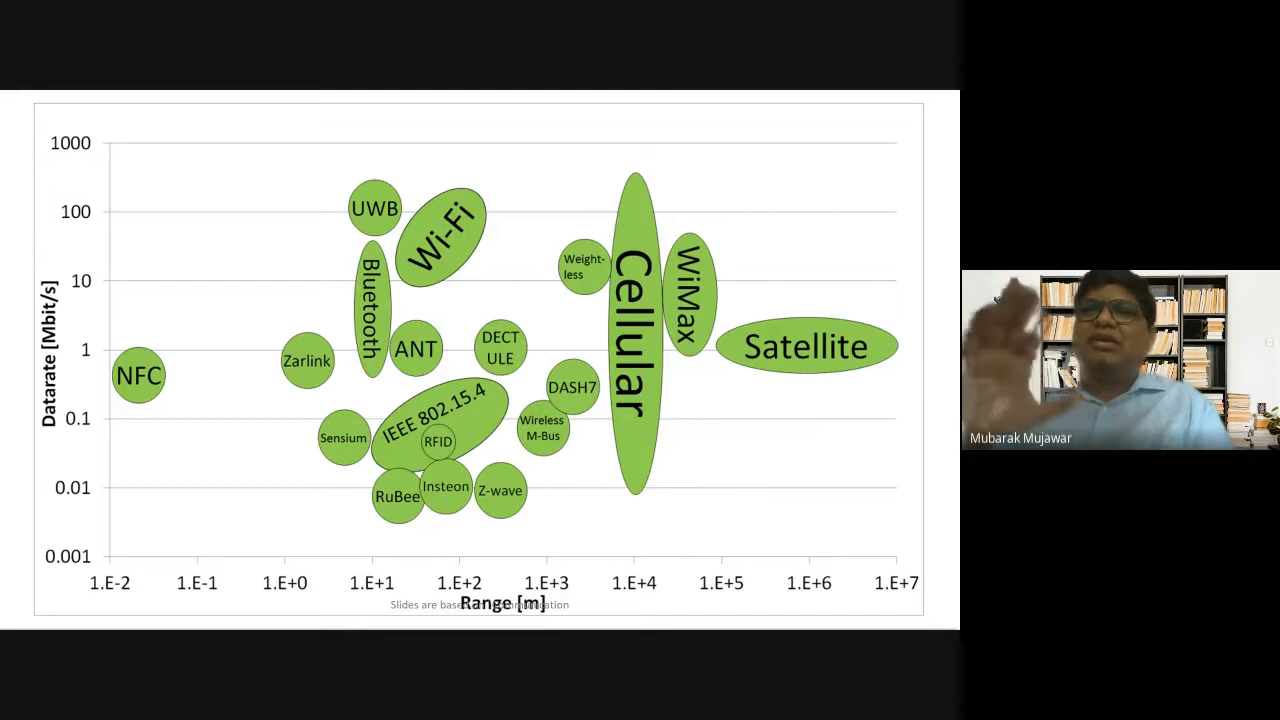 1000
100
10
1
0.1
0.01
0.001
Datarate [Mbit/s]
UWB
Wi-Fi
Bluetooth
Weight-
less
Cellular
WiMax
Satellite
NFC
Zarlink
ANT
DECT
ULE
DASH7
IEEE 802.15.4
Sensium
RFID
Wireless
M-Bus
RuBee
Insteon
Z-wave
1.E-2 1.E-1 1.E+0 1.E+1 1.E+2 1.E+3 1.E+4 1.E+5 1.E+6 1.E+7
Range [m]
Slides are
Mubarak Mujawar